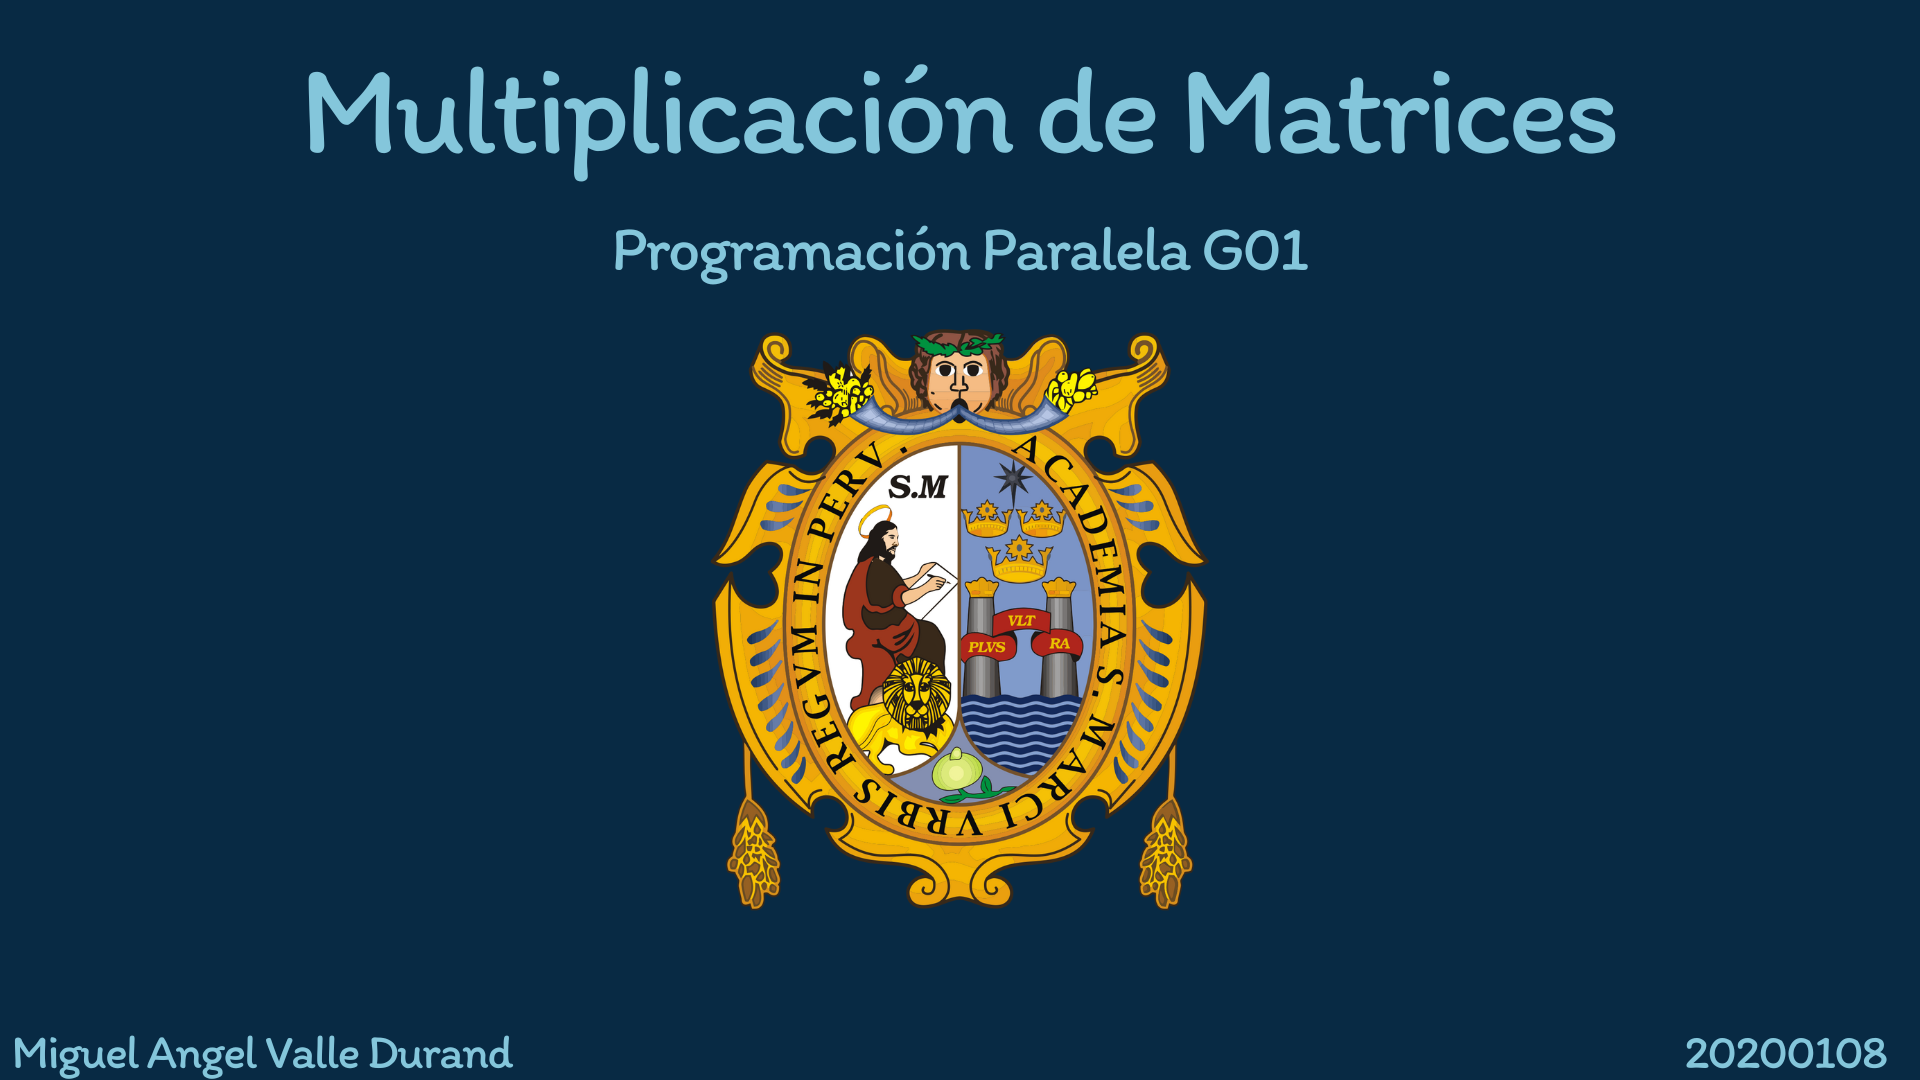 Multiplicación de Matrices
Programación Paralela G01
ACADEMIA S. MARCI VRBIS REGVM IN PERV .
S.M
VLT
PLVS
RA
Miguel Angel Valle Durand
20200108